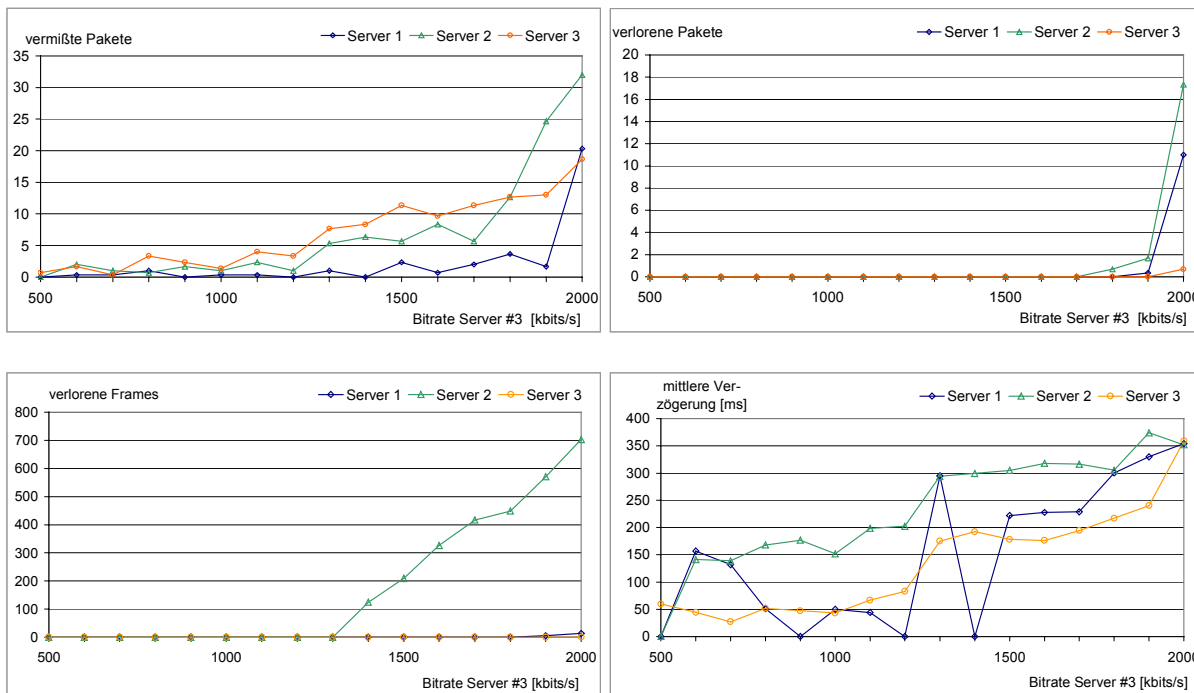 vermißte Pakete
Server 1 Server 2 Server 3
35
30
25
20
15
10
5
0
500 1000 1500 2000
Bitrate Server #3 [kbits/s]
verlorene Pakete
Server 1 Server 2 Server 3
20
18
16
14
12
10
8
6
4
2
0
500 1000 1500 2000
Bitrate Server #3 [kbits/s]
verlorene Frames
Server 1 Server 2 Server 3
800
700
600
500
400
300
200
100
0
500 1000 1500 2000
Bitrate Server #3 [kbits/s]
mittlere Ver-
zögerung [ms]
Server 1 Server 2 Server 3
400
350
300
250
200
150
100
50
0
500 1000 1500 2000
Bitrate Server #3 [kbits/s]